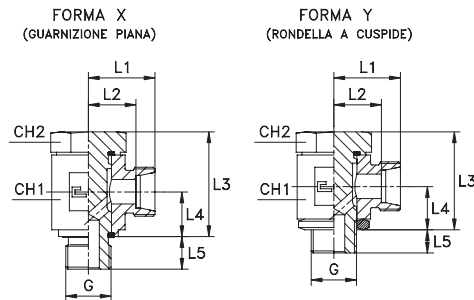 FORMA X
(GUARNIZIONE PIANA)
L1
L2
CH2
CH1
L3
L4
L5
G
FORMA Y
(RONDELLA A CUSPIDE)
L1
L2
CH2
CH1
L3
L4
L5
G